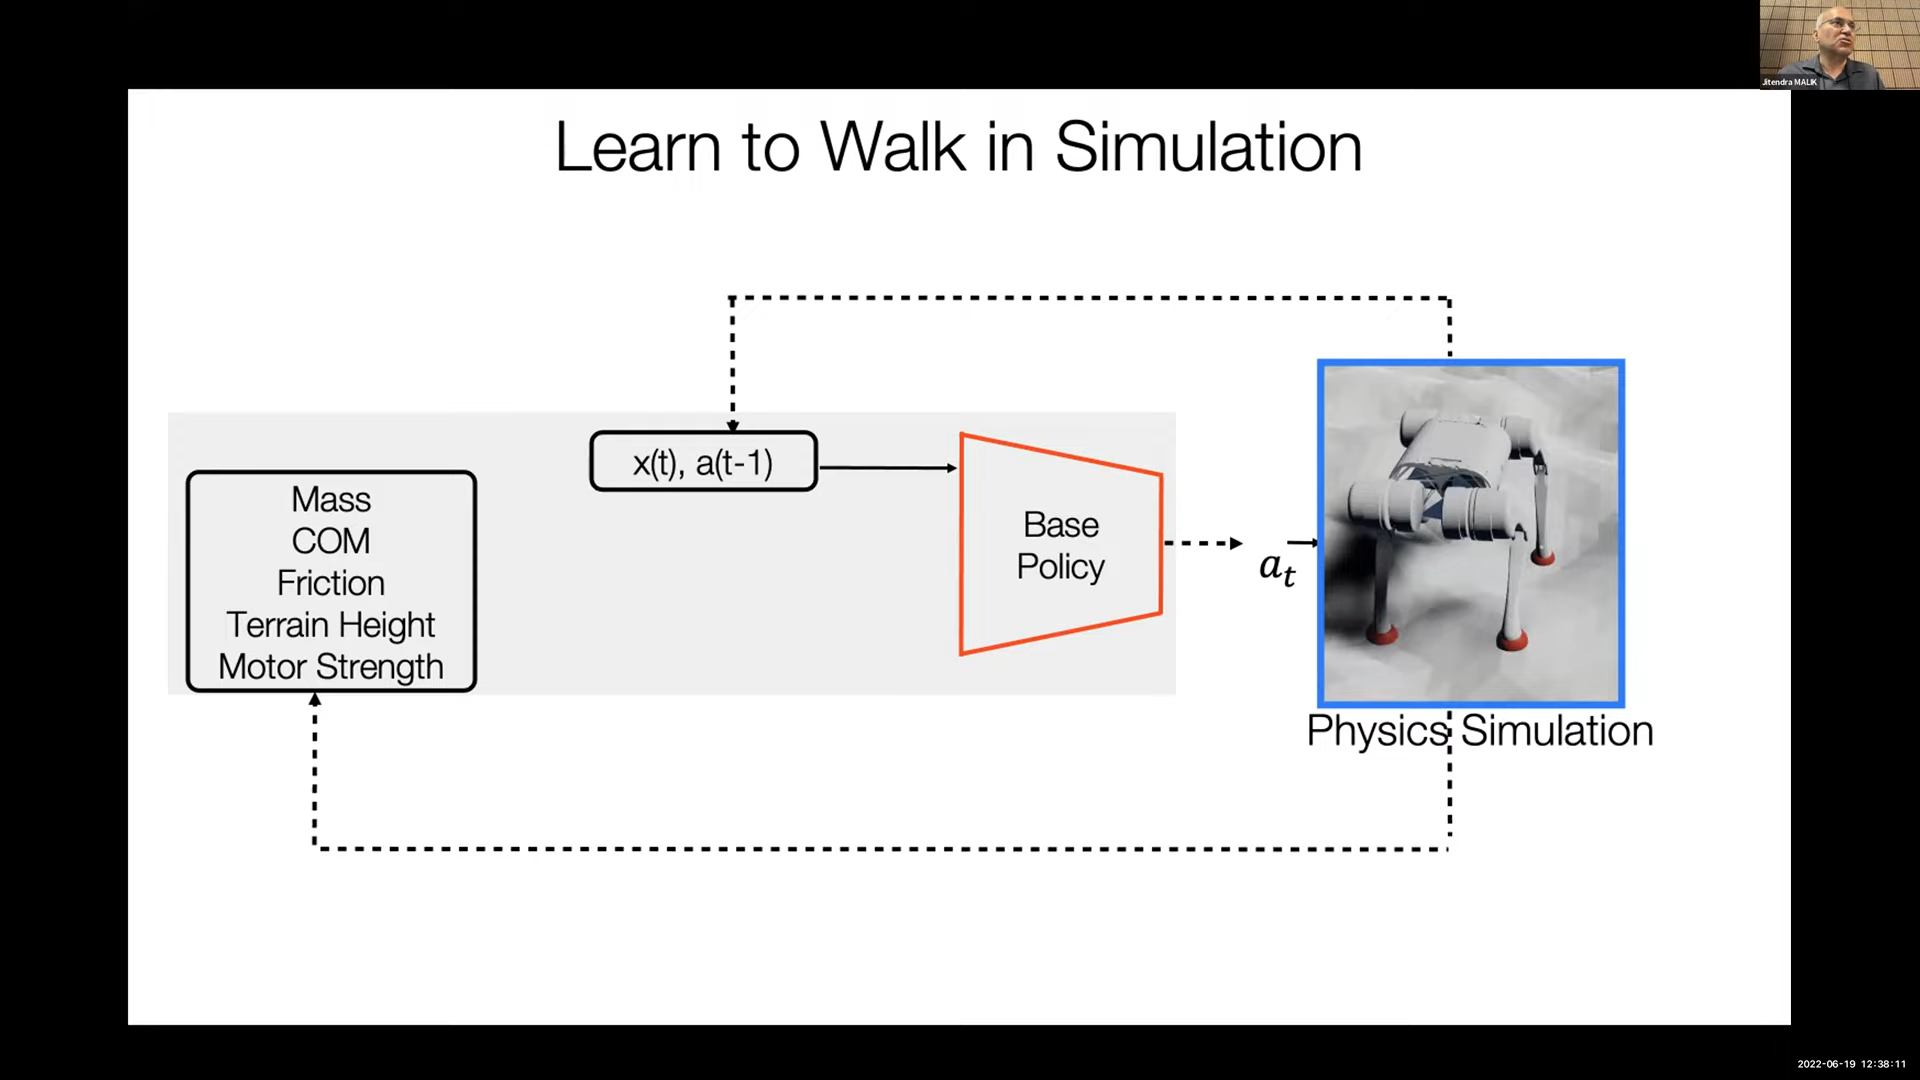 Jitendra MALIK
Learn to Walk in Simulation
x(t), a(t-1)
Mass
COM
Friction
Terrain Height
Motor Strength
Base
Policy
a_t
Physics Simulation
2022-06-19 12:38:11